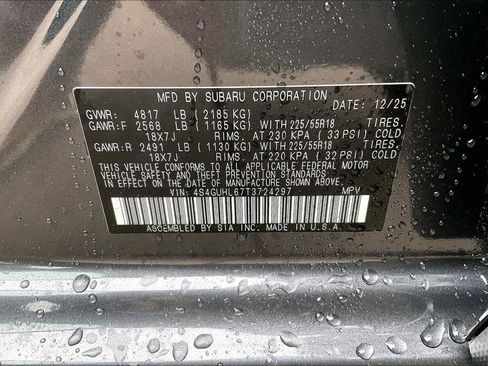 MFD BY SUBARU CORPORATION DATE: 12/25
GVWR: 4817 LB ( 2185 KG)
GAWR:F 2568 LB ( 1165 KG) WITH 225/55R18 TIRES.
18X7J RIMS. AT 230 KPA ( 33 PSI) COLD
GAWR:R 2491 LB ( 1130 KG) WITH 225/55R18 TIRES.
18X7J RIMS. AT 220 KPA ( 32 PSI) COLD
THIS VEHICLE CONFORMS TO ALL APPLICABLE FEDERAL MOTOR
VEHICLE SAFETY AND THEFT PREVENTION STANDARDS IN
EFFECT ON THE DATE OF MANUFACTURE SHOWN ABOVE.
VIN: 4S4GUHL67T3724297 MPV
ASSEMBLED BY SIA INC. MADE IN U.S.A.